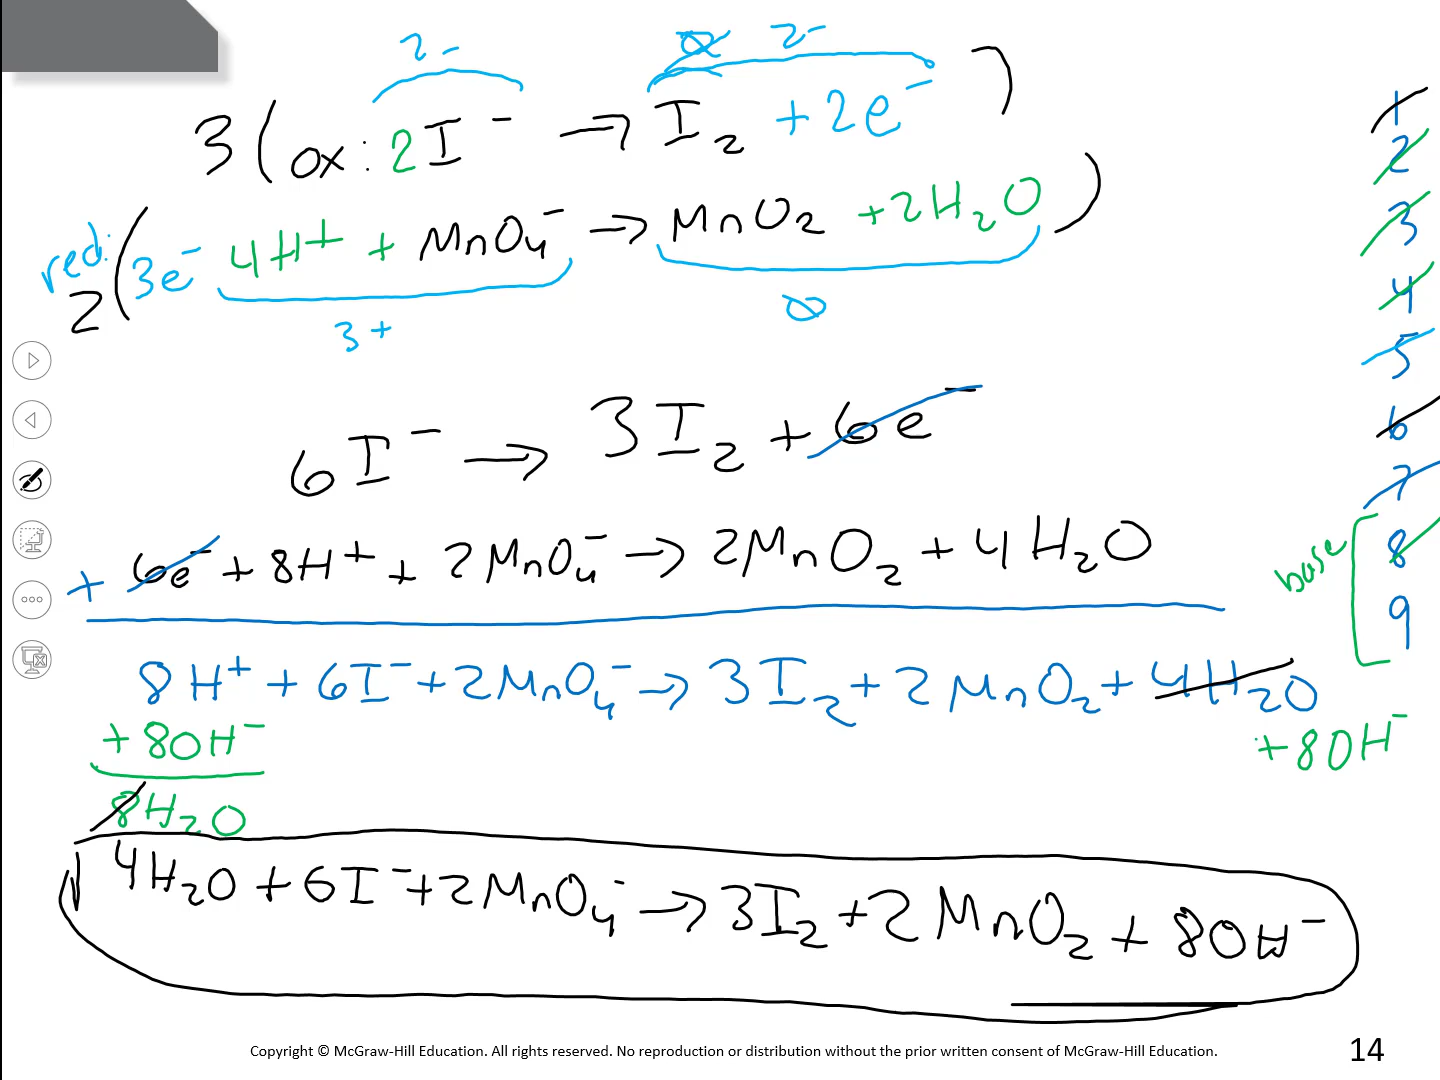 2-    0̸ 2-
3( ox: 2I⁻ → I₂ + 2e⁻ )
red: 2( 3e⁻ 4H⁺ + MnO₄⁻ → MnO₂ + 2H₂O )
3+    0̸
6I⁻ → 3I₂ + 6e⁻
+ 6e⁻ + 8H⁺ + 2MnO₄⁻ → 2MnO₂ + 4H₂O
8H⁺ + 6I⁻ + 2MnO₄⁻ → 3I₂ + 2MnO₂ + 4H₂O
+8OH⁻    +8OH⁻
8H₂O
4H₂O + 6I⁻ + 2MnO₄⁻ → 3I₂ + 2MnO₂ + 8OH⁻
1
2
3
4
5
6
7
base
8
9
Copyright © McGraw-Hill Education. All rights reserved. No reproduction or distribution without the prior written consent of McGraw-Hill Education.
14